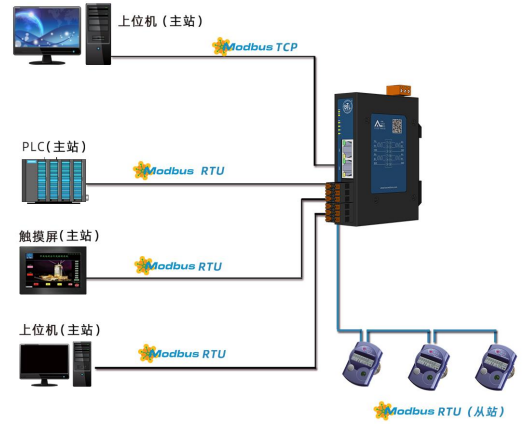 上位机（主站）
Modbus TCP
PLC(主站)
Modbus RTU
触摸屏(主站)
Modbus RTU
上位机(主站)
Modbus RTU
Modbus RTU（从站）